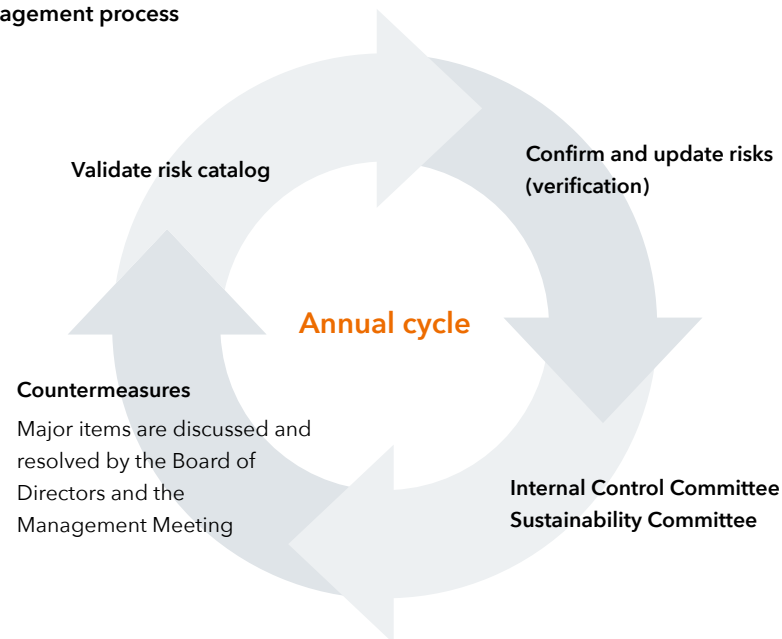 agement process
Validate risk catalog
Confirm and update risks
(verification)
Annual cycle
Countermeasures
Major items are discussed and
resolved by the Board of
Directors and the
Management Meeting
Internal Control Committee
Sustainability Committee